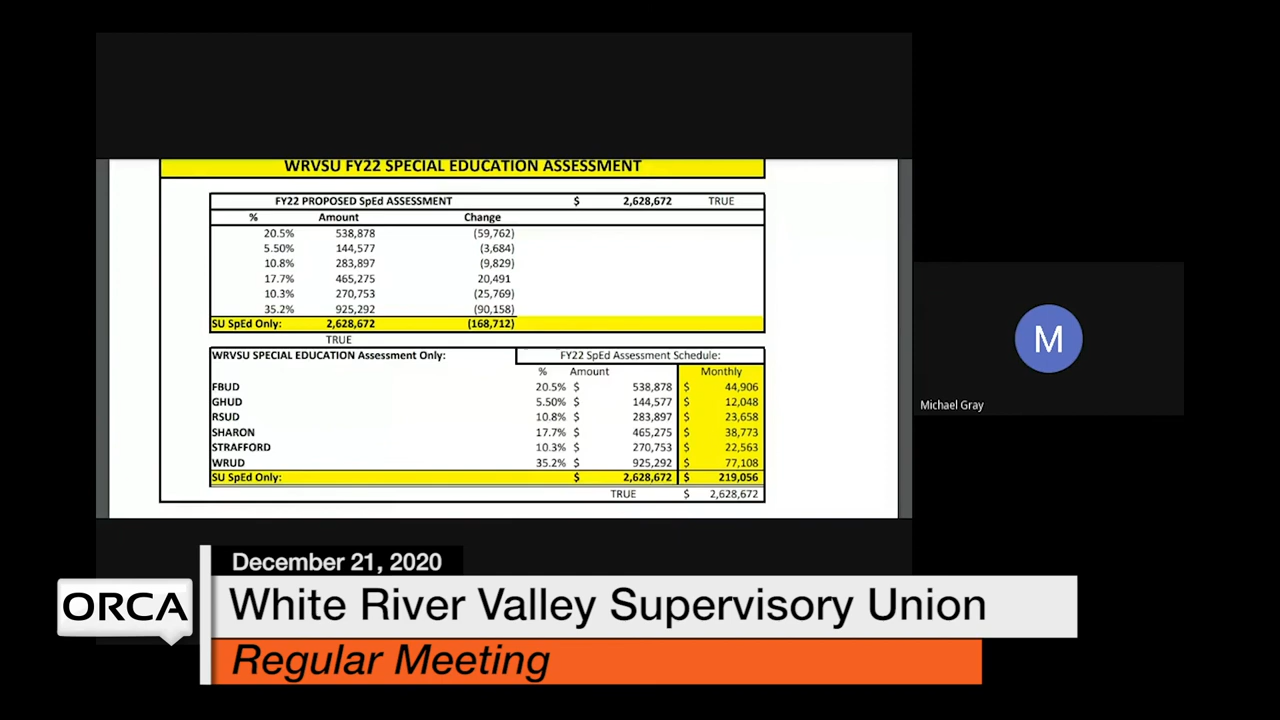 WRVSU FY22 SPECIAL EDUCATION ASSESSMENT
FY22 PROPOSED SpEd ASSESSMENT $ 2,628,672 TRUE
% Amount Change
20.5% 538,878 (59,762)
5.50% 144,577 (3,684)
10.8% 283,897 (9,829)
17.7% 465,275 20,491
10.3% 270,753 (25,769)
35.2% 925,292 (90,158)
SU SpEd Only: 2,628,672 (168,712)
TRUE
WRVSU SPECIAL EDUCATION Assessment Only: FY22 SpEd Assessment Schedule:
% Amount Monthly
FBUD 20.5% $ 538,878 $ 44,906
GHUD 5.50% $ 144,577 $ 12,048
RSUD 10.8% $ 283,897 $ 23,658
SHARON 17.7% $ 465,275 $ 38,773
STRAFFORD 10.3% $ 270,753 $ 22,563
WRUD 35.2% $ 925,292 $ 77,108
SU SpEd Only: $ 2,628,672 $ 219,056
TRUE $ 2,628,672
M
Michael Gray
December 21, 2020
ORCA
White River Valley Supervisory Union
Regular Meeting